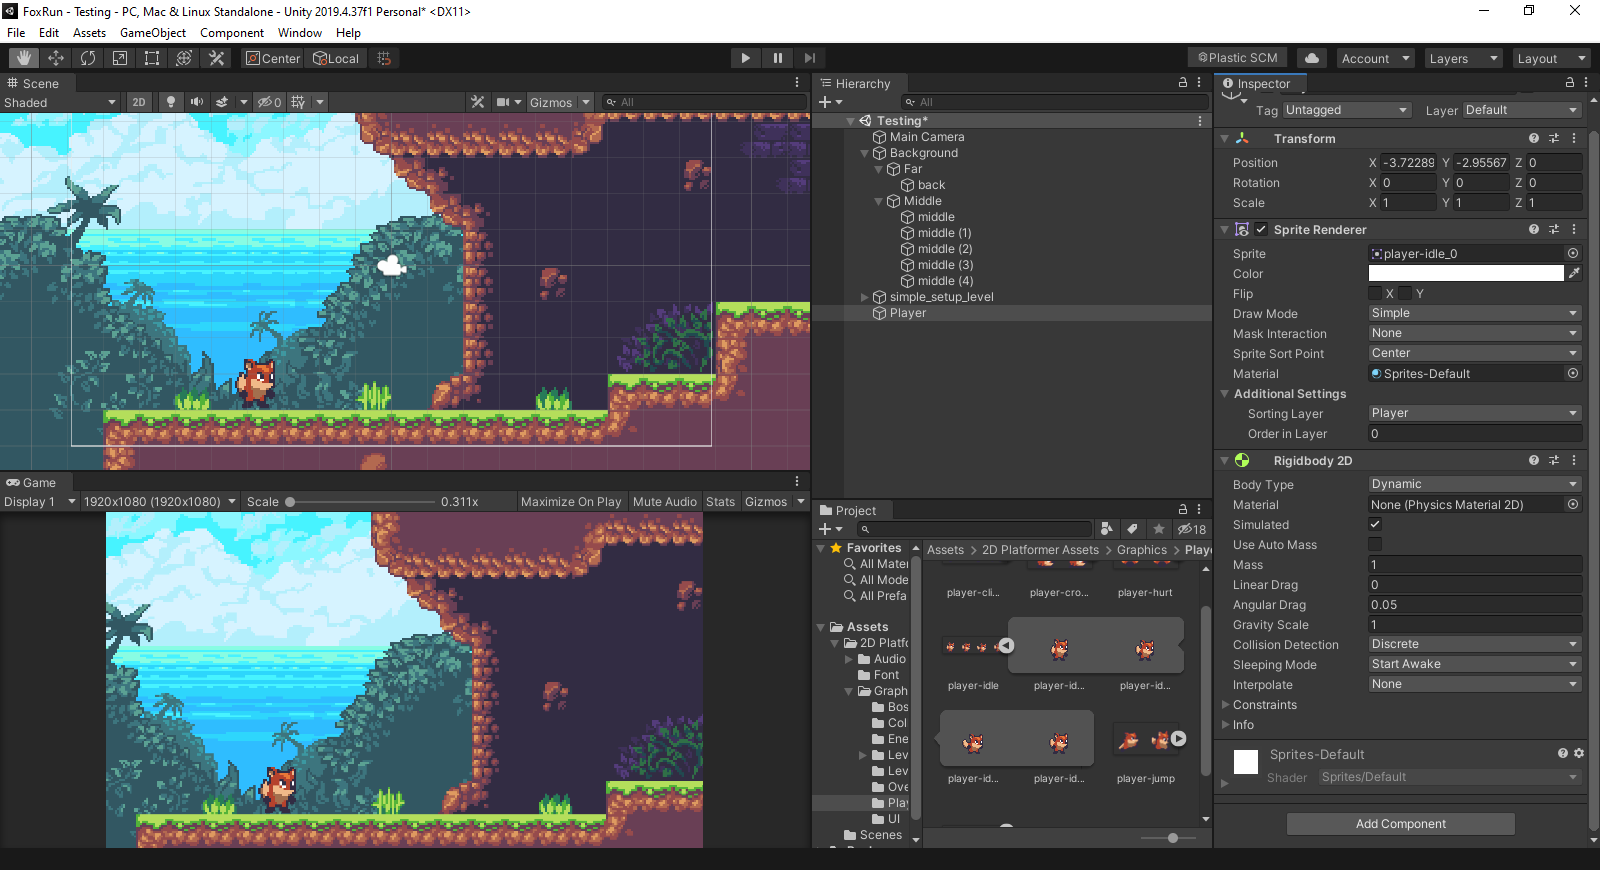 FoxRun - Testing - PC, Mac & Linux Standalone - Unity 2019.4.37f1 Personal* <DX11>
File Edit Assets GameObject Component Window Help
Center Local
Plastic SCM Account Layers Layout
Scene
Shaded 2D 0 Gizmos All
Game
Display 1 1920x1080 (1920x1080) Scale 0.311x Maximize On Play Mute Audio Stats Gizmos
Hierarchy
All
Testing*
Main Camera
Background
Far
back
Middle
middle
middle (1)
middle (2)
middle (3)
middle (4)
simple_setup_level
Player
Project
18
Favorites
All Mater
All Mode
All Prefa
Assets
2D Platfo
Audio
Font
Graph
Bos
Col
Ene
Lev
Lev
Ove
Play
UI
Scenes
Assets > 2D Platformer Assets > Graphics > Playe
player-cli...
player-cro...
player-hurt
player-idle
player-id...
player-id...
player-id...
player-id...
player-jump
Inspector
Tag Untagged Layer Default
Transform
Position X -3.72289 Y -2.95567 Z 0
Rotation X 0 Y 0 Z 0
Scale X 1 Y 1 Z 1
Sprite Renderer
Sprite player-idle_0
Color
Flip X Y
Draw Mode Simple
Mask Interaction None
Sprite Sort Point Center
Material Sprites-Default
Additional Settings
Sorting Layer Player
Order in Layer 0
Rigidbody 2D
Body Type Dynamic
Material None (Physics Material 2D)
Simulated
Use Auto Mass
Mass 1
Linear Drag 0
Angular Drag 0.05
Gravity Scale 1
Collision Detection Discrete
Sleeping Mode Start Awake
Interpolate None
Constraints
Info
Sprites-Default
Shader Sprites/Default
Add Component